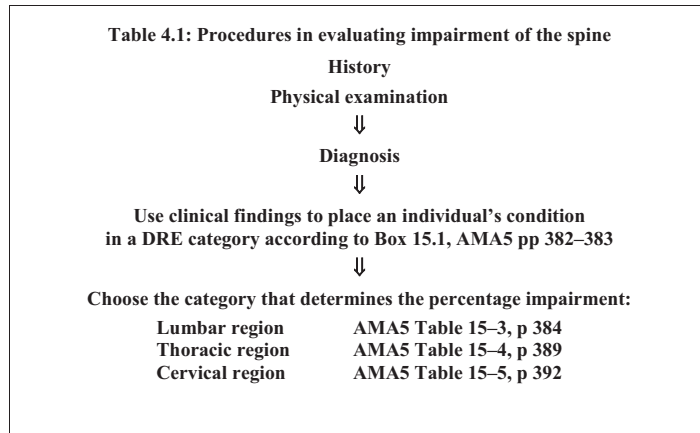 Table 4.1: Procedures in evaluating impairment of the spine
History
Physical examination
⇓
Diagnosis
⇓
Use clinical findings to place an individual’s condition
in a DRE category according to Box 15.1, AMA5 pp 382–383
⇓
Choose the category that determines the percentage impairment:
Lumbar region AMA5 Table 15–3, p 384
Thoracic region AMA5 Table 15–4, p 389
Cervical region AMA5 Table 15–5, p 392